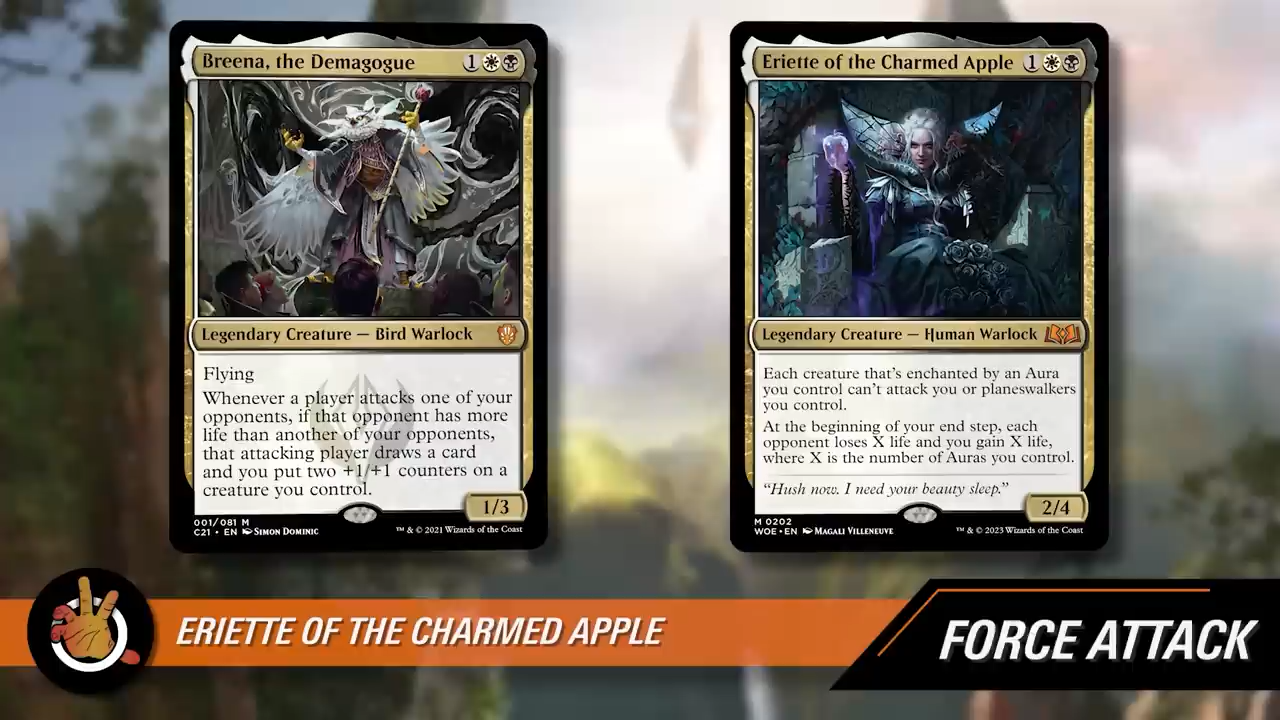 Breena, the Demagogue 1
Legendary Creature — Bird Warlock
Flying
Whenever a player attacks one of your
opponents, if that opponent has more
life than another of your opponents,
that attacking player draws a card
and you put two +1/+1 counters on a
creature you control.
1/3
001/081 M
C21 • EN Simon Dominic
™ & © 2021 Wizards of the Coast
Eriette of the Charmed Apple 1
Legendary Creature — Human Warlock
Each creature that's enchanted by an Aura
you control can't attack you or planeswalkers
you control.
At the beginning of your end step, each
opponent loses X life and you gain X life,
where X is the number of Auras you control.
“Hush now. I need your beauty sleep.”
2/4
M 0202
WOE • EN Magali Villeneuve
™ & © 2023 Wizards of the Coast
ERIETTE OF THE CHARMED APPLE
FORCE ATTACK